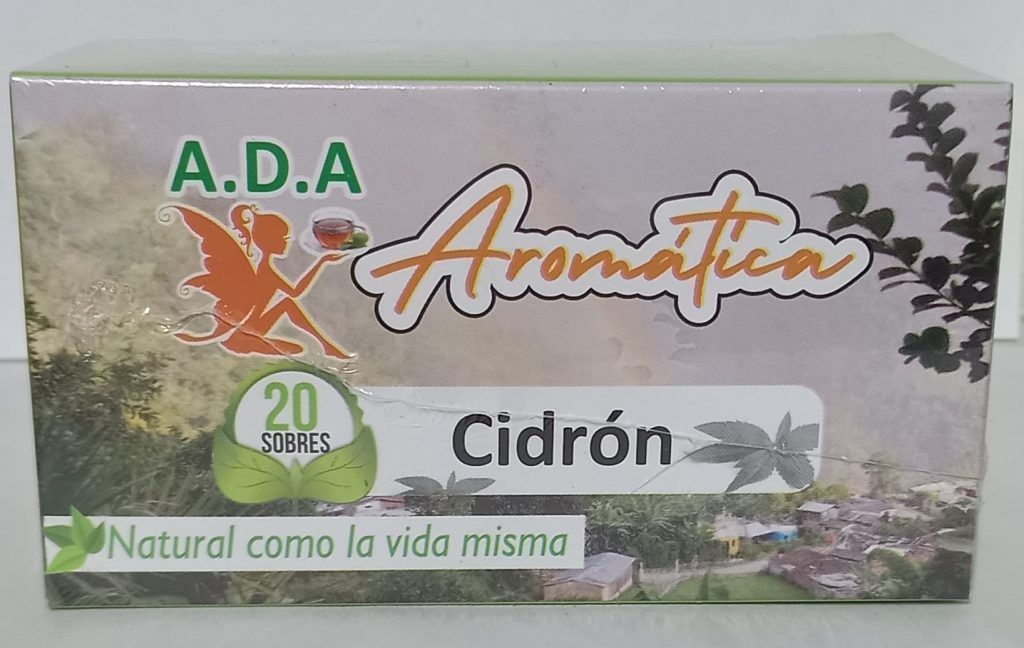 A.D.A
Aromática
20
SOBRES
Cidrón
Natural como la vida misma